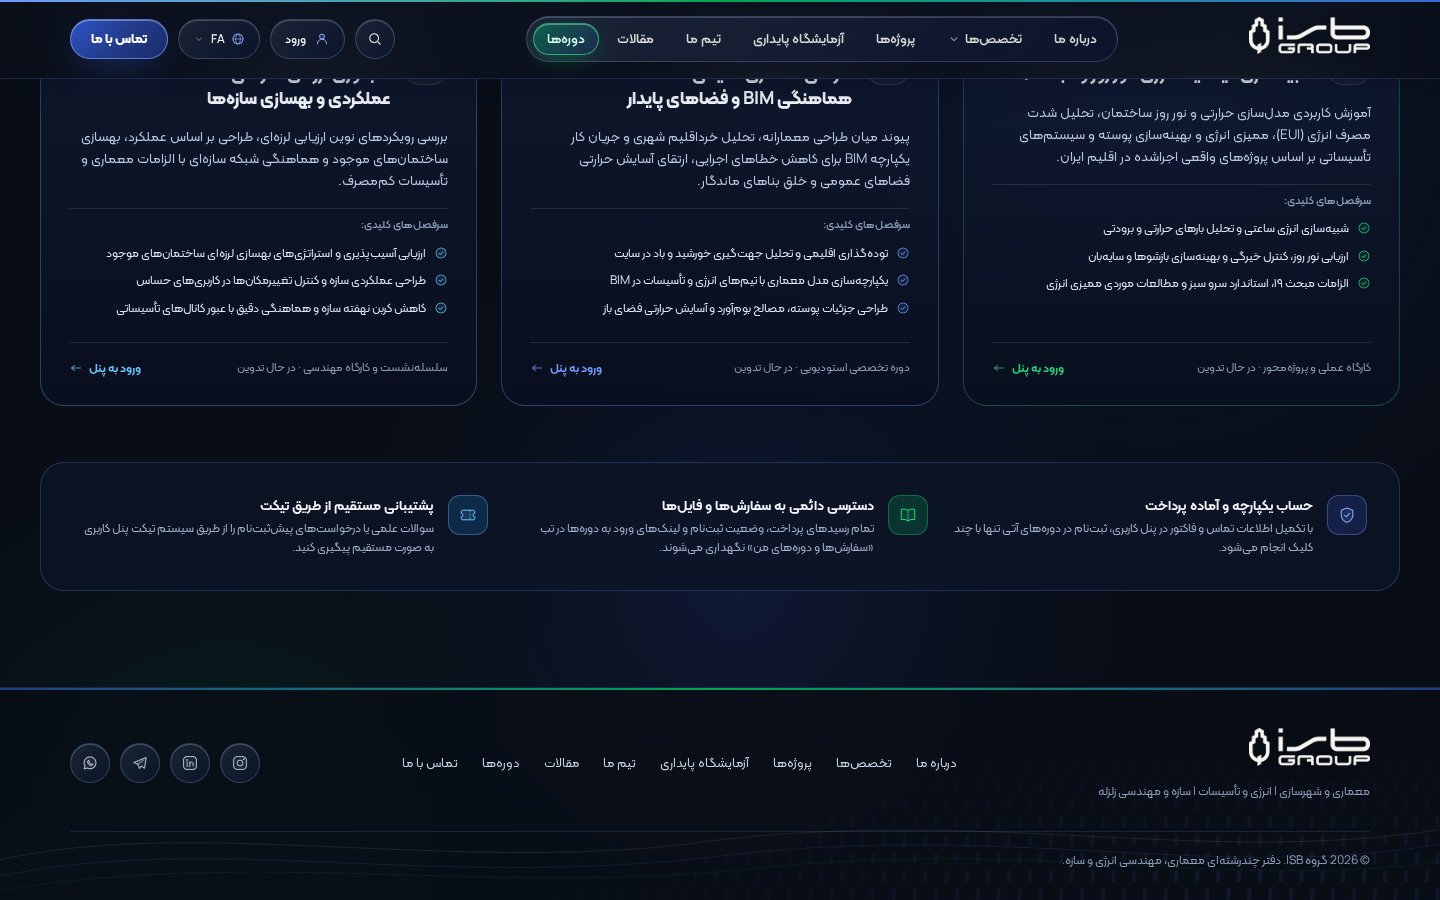 isb GROUP
درباره ما
تخصص‌ها
پروژه‌ها
آزمایشگاه پایداری
تیم ما
مقالات
دوره‌ها
ورود
FA
تماس با ما
هماهنگی BIM و فضاهای پایدار
عملکردی و بهسازی سازه‌ها
آموزش کاربردی مدل‌سازی حرارتی و نور روز ساختمان، تحلیل شدت
مصرف انرژی (EUI)، ممیزی انرژی و بهینه‌سازی پوسته و سیستم‌های
تأسیساتی بر اساس پروژه‌های واقعی اجراشده در اقلیم ایران.
سرفصل‌های کلیدی:
شبیه‌سازی انرژی ساعتی و تحلیل بارهای حرارتی و برودتی
ارزیابی نور روز، کنترل خیرگی و بهینه‌سازی بازشوها و سایه‌بان
الزامات مبحث ۱۹، استاندارد سرو سبز و مطالعات موردی ممیزی انرژی
کارگاه عملی و پروژه‌محور · در حال تدوین
ورود به پنل
پیوند میان طراحی معمارانه، تحلیل خرداقلیم شهری و جریان کار
یکپارچه BIM برای کاهش خطاهای اجرایی، ارتقای آسایش حرارتی
فضاهای عمومی و خلق بناهای ماندگار.
سرفصل‌های کلیدی:
توده‌گذاری اقلیمی و تحلیل جهت‌گیری خورشید و باد در سایت
یکپارچه‌سازی مدل معماری با تیم‌های انرژی و تأسیسات در BIM
طراحی جزئیات پوسته، مصالح بوم‌آورد و آسایش حرارتی فضای باز
دوره تخصصی استودیویی · در حال تدوین
ورود به پنل
بررسی رویکردهای نوین ارزیابی لرزه‌ای، طراحی بر اساس عملکرد، بهسازی
ساختمان‌های موجود و هماهنگی شبکه سازه‌ای با الزامات معماری و
تأسیسات کم‌مصرف.
سرفصل‌های کلیدی:
ارزیابی آسیب‌پذیری و استراتژی‌های بهسازی لرزه‌ای ساختمان‌های موجود
طراحی عملکردی سازه و کنترل تغییرمکان‌ها در کاربری‌های حساس
کاهش کربن نهفته سازه و هماهنگی دقیق با عبور کانال‌های تأسیساتی
سلسله‌نشست و کارگاه مهندسی · در حال تدوین
ورود به پنل
حساب یکپارچه و آماده پرداخت
با تکمیل اطلاعات تماس و فاکتور در پنل کاربری، ثبت‌نام در دوره‌های آتی تنها با چند
کلیک انجام می‌شود.
دسترسی دائمی به سفارش‌ها و فایل‌ها
تمام رسیدهای پرداخت، وضعیت ثبت‌نام و لینک‌های ورود به دوره‌ها در تب
«سفارش‌ها و دوره‌های من» نگهداری می‌شوند.
پشتیبانی مستقیم از طریق تیکت
سوالات علمی یا درخواست‌های پیش‌ثبت‌نام را از طریق سیستم تیکت پنل کاربری
به صورت مستقیم پیگیری کنید.
isb GROUP
معماری و شهرسازی | انرژی و تأسیسات | سازه و مهندسی زلزله
درباره ما
تخصص‌ها
پروژه‌ها
آزمایشگاه پایداری
تیم ما
مقالات
دوره‌ها
تماس با ما
© 2026 گروه ISB. دفتر چندرشته‌ای معماری، مهندسی انرژی و سازه.